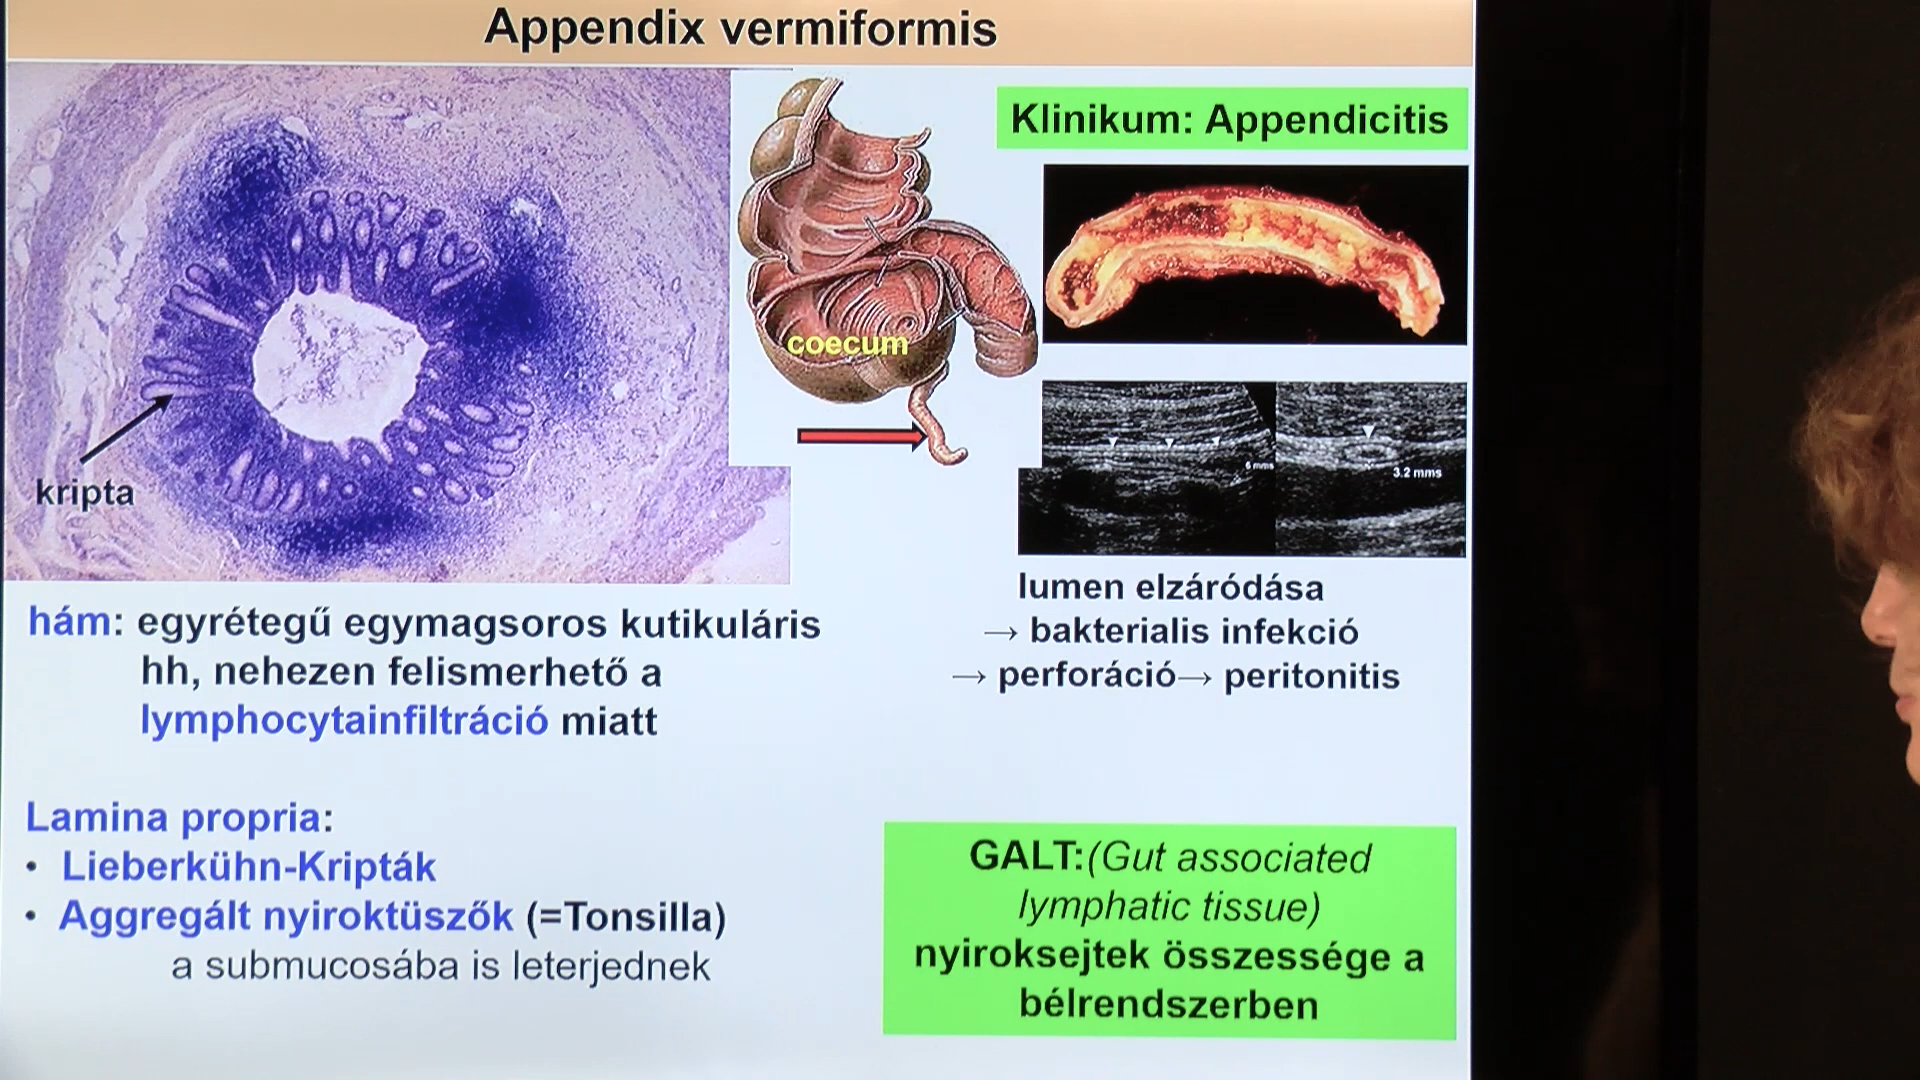 Appendix vermiformis
Klinikum: Appendicitis
coecum
kripta
6 mms
3.2 mms
hám: egyrétegű egymagsoros kutikuláris
hh, nehezen felismerhető a
lymphocytainfiltráció miatt
lumen elzáródása
→ bakterialis infekció
→ perforáció→ peritonitis
Lamina propria:
• Lieberkühn-Kripták
• Aggregált nyiroktüszők (=Tonsilla)
a submucosába is leterjednek
GALT:(Gut associated
lymphatic tissue)
nyiroksejtek összessége a
bélrendszerben